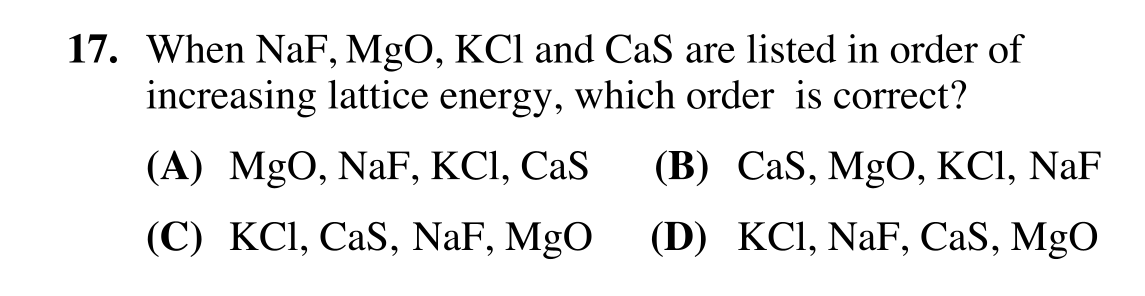 17. When NaF, MgO, KCl and CaS are listed in order of
increasing lattice energy, which order is correct?
(A) MgO, NaF, KCl, CaS (B) CaS, MgO, KCl, NaF
(C) KCl, CaS, NaF, MgO (D) KCl, NaF, CaS, MgO